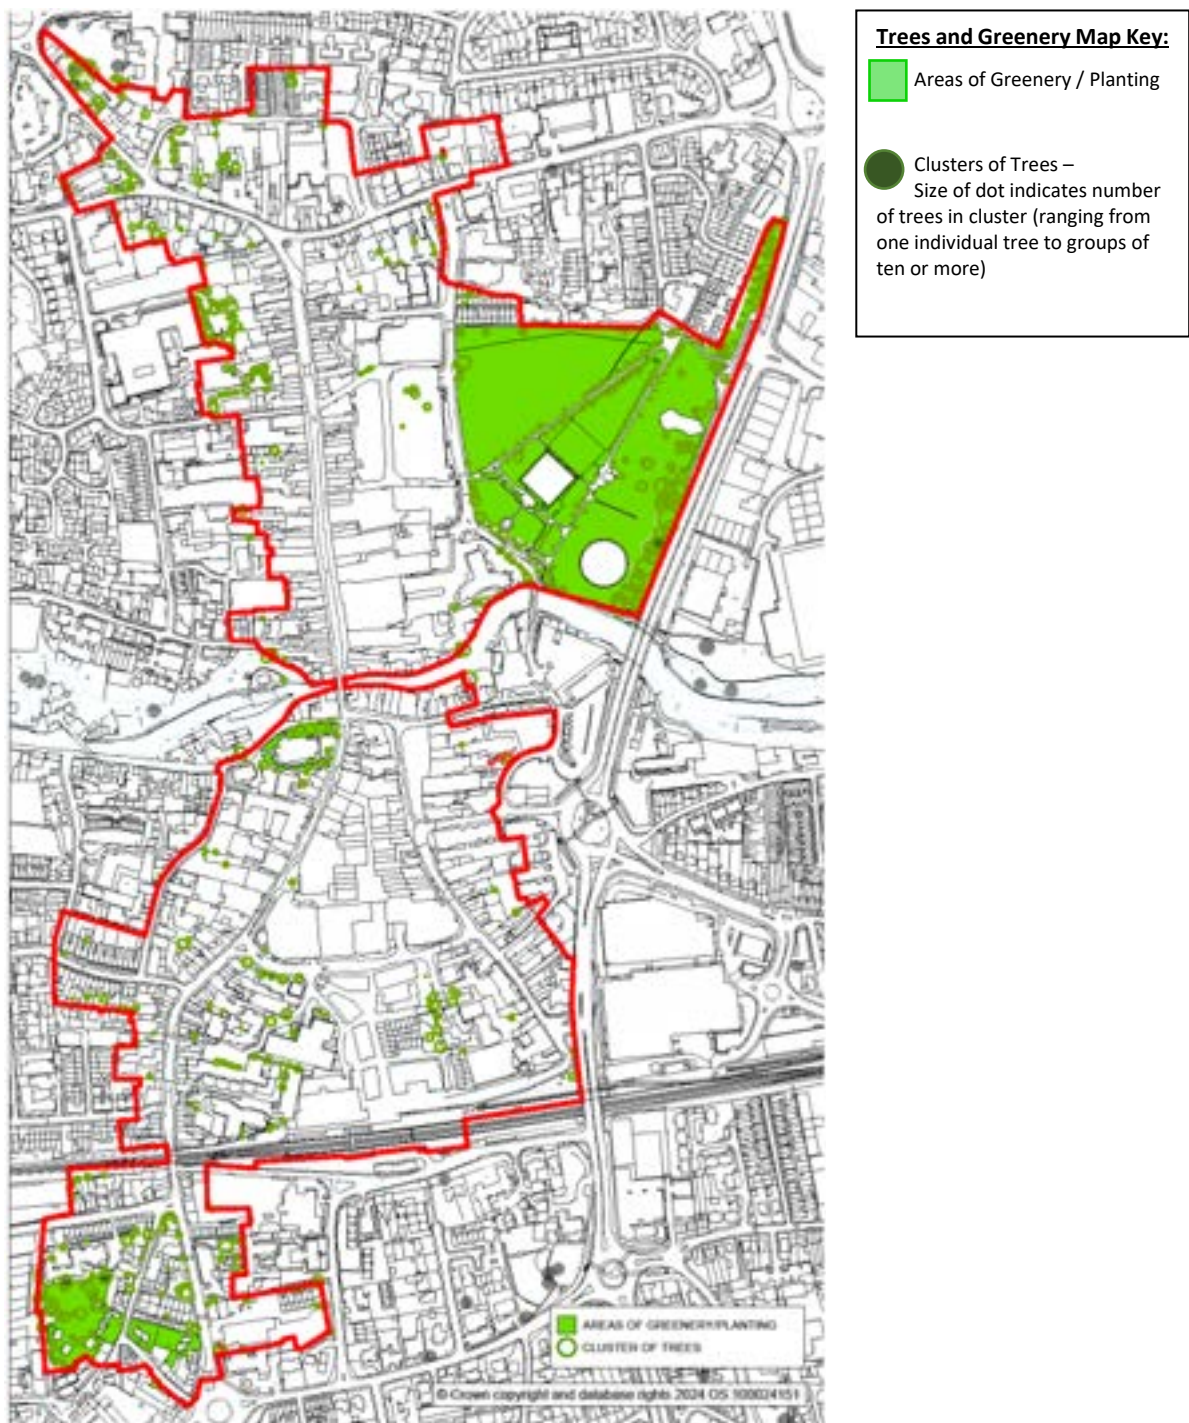 Trees and Greenery Map Key:
Areas of Greenery / Planting
Clusters of Trees –
Size of dot indicates number
of trees in cluster (ranging from
one individual tree to groups of
ten or more)
AREAS OF GREENERY/PLANTING
CLUSTER OF TREES
© Crown copyright and database rights 2024 OS 100024151